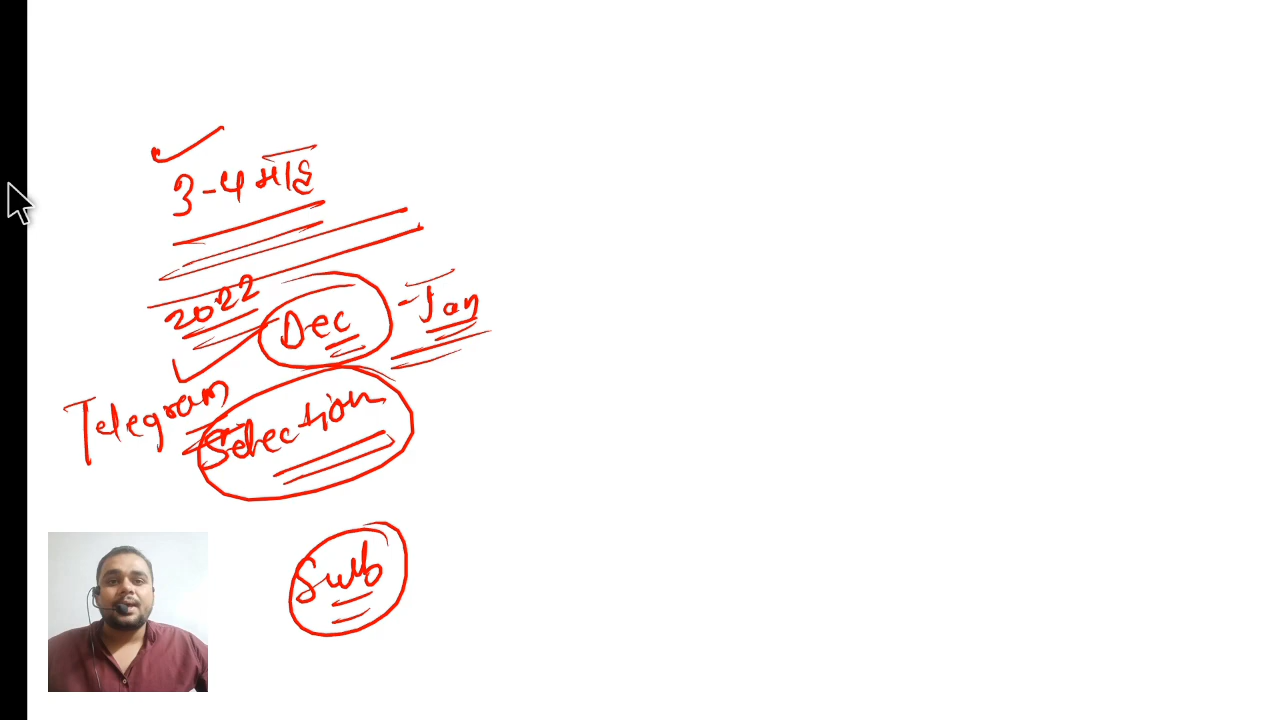 3-4 माह
2022 Dec - Jan
Telegram
Selection
Sub